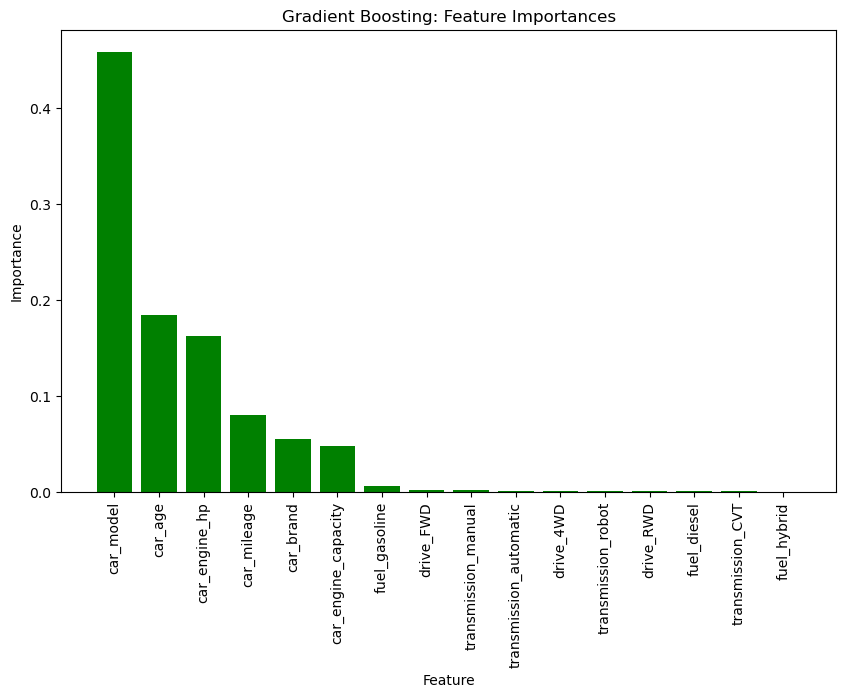 Gradient Boosting: Feature Importances
Importance
0.4
0.3
0.2
0.1
0.0
car_model
car_age
car_engine_hp
car_mileage
car_brand
car_engine_capacity
fuel_gasoline
drive_FWD
transmission_manual
transmission_automatic
drive_4WD
transmission_robot
drive_RWD
fuel_diesel
transmission_CVT
fuel_hybrid
Feature